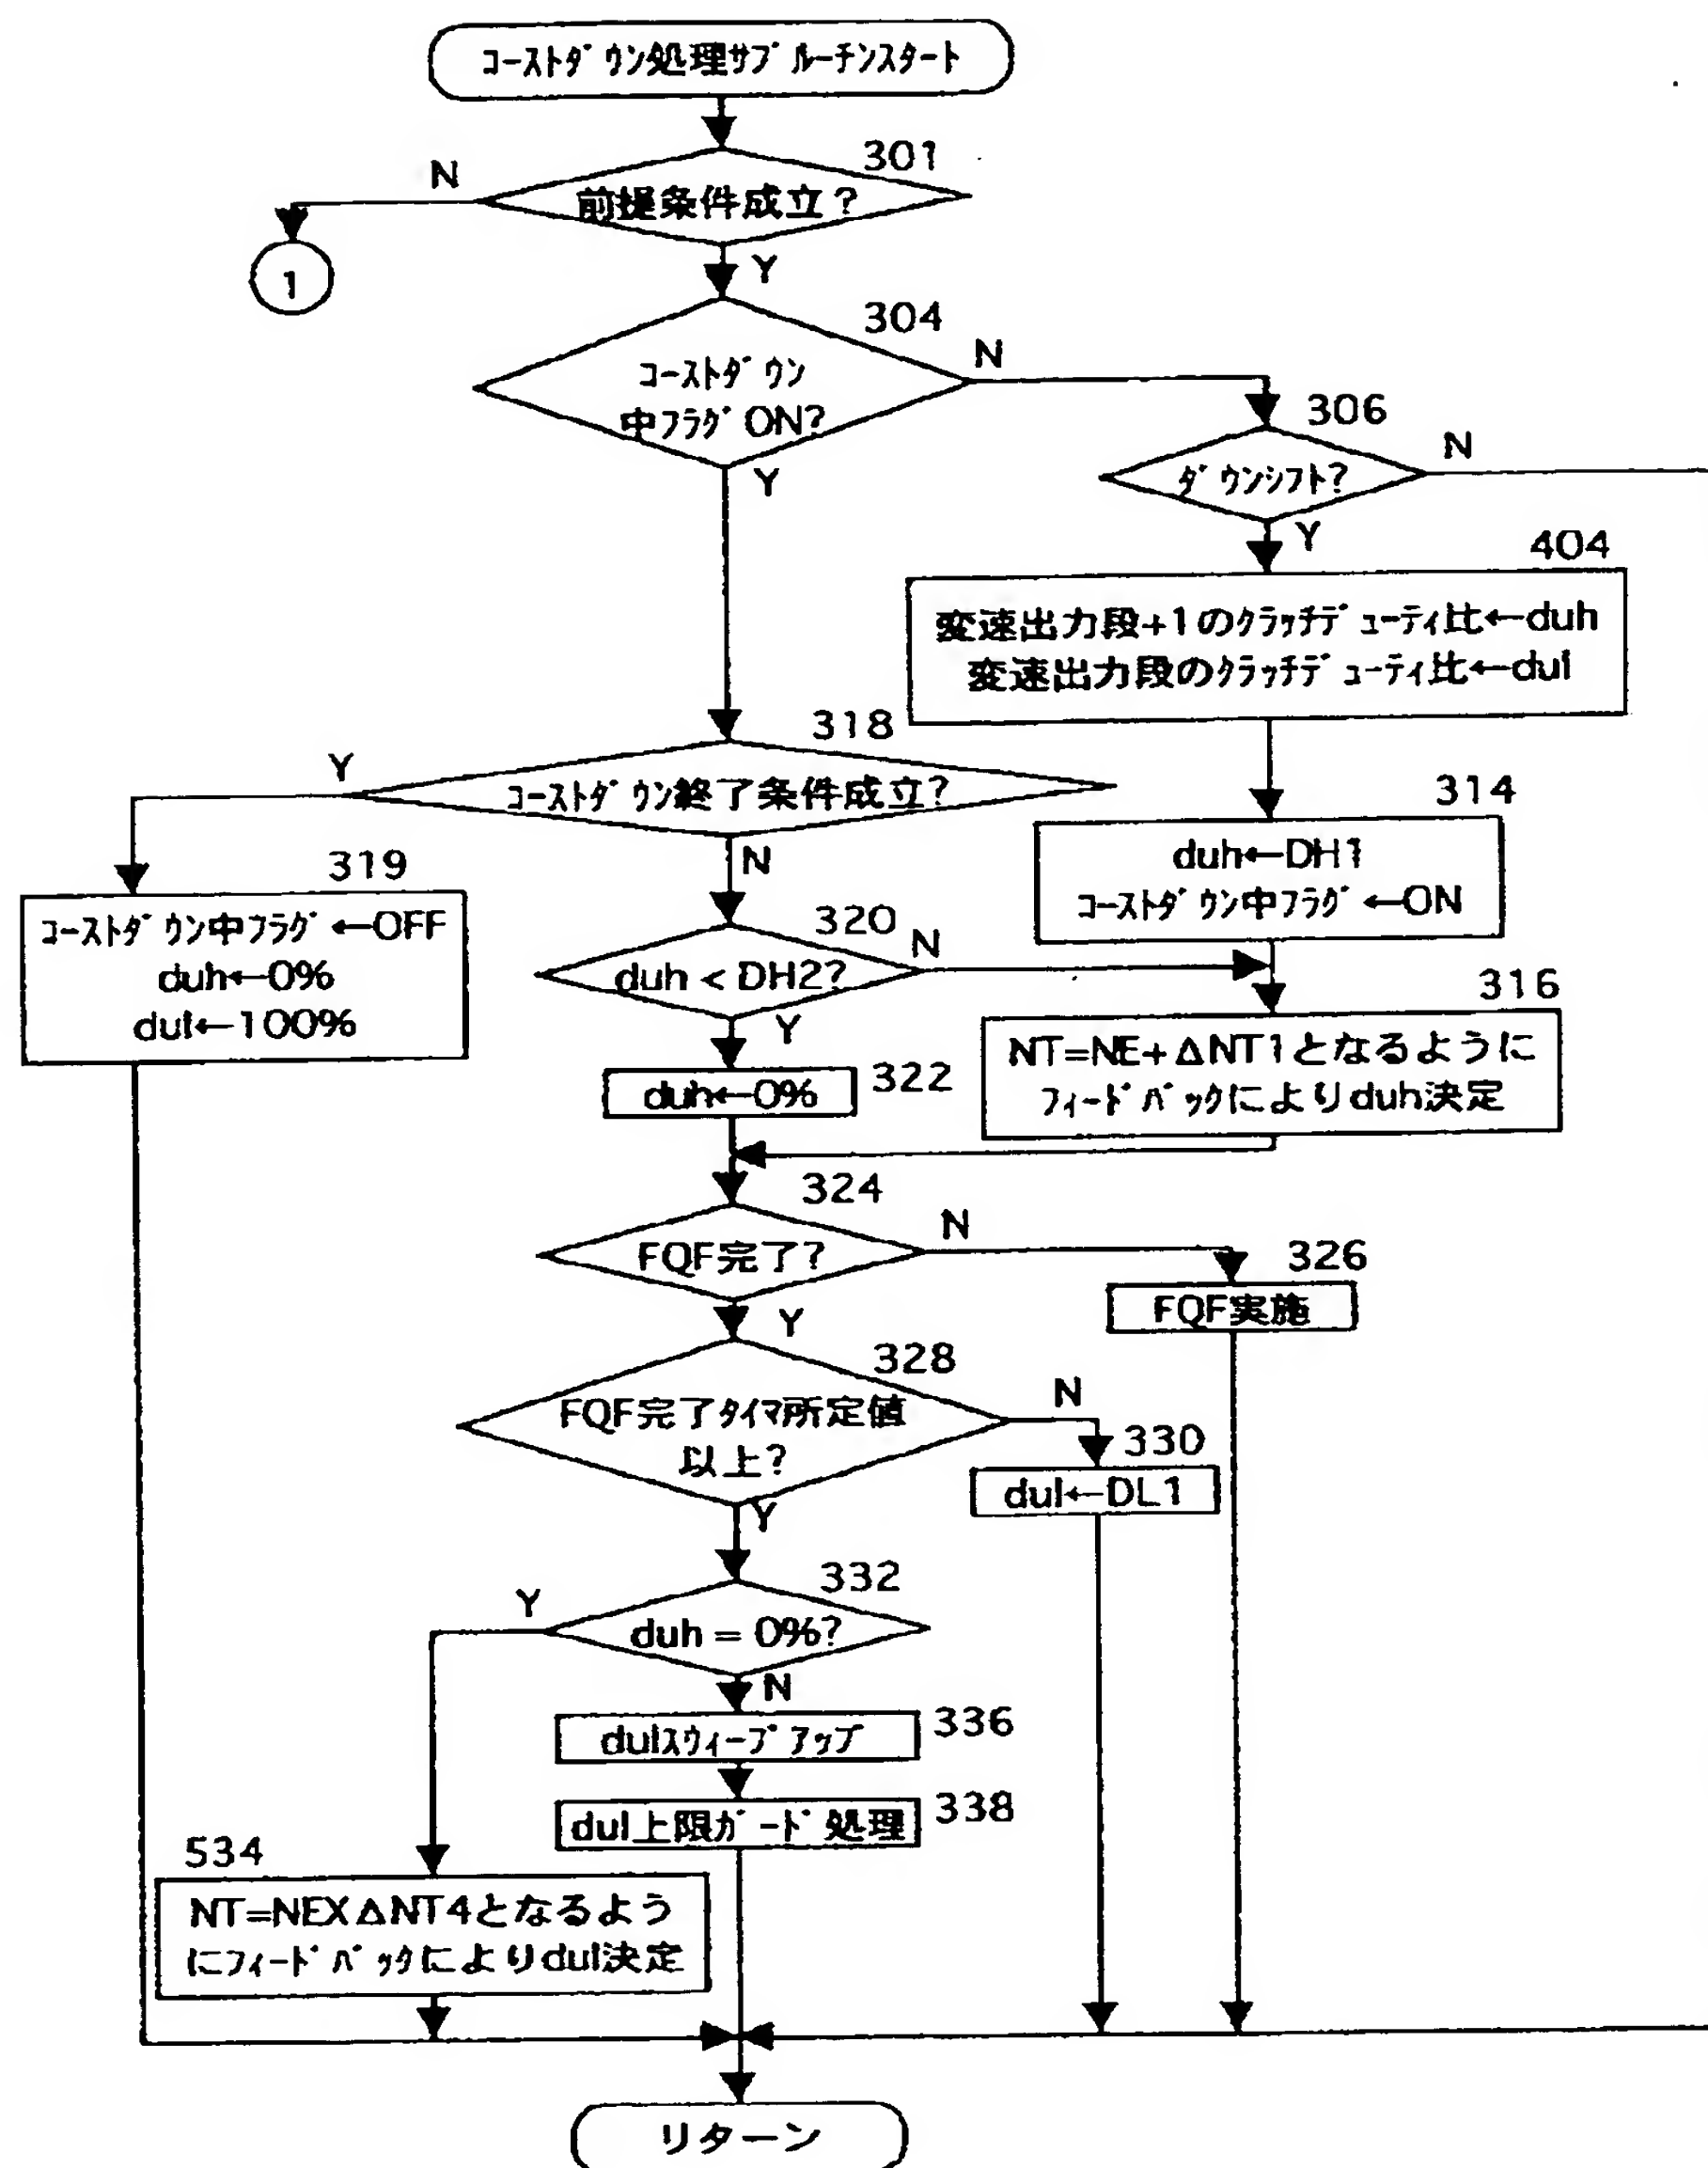 コーストダウン処理サブルーチンスタート
301
N
前提条件成立?
1
Y
304
コーストダウン
中フラグON?
N
Y
306
ダウンシフト?
N
Y
404
変速出力段+1のクラッチデューティ比←duh
変速出力段のクラッチデューティ比←dul
318
Y
コーストダウン終了条件成立?
N
314
duh←DH1
コーストダウン中フラグ←ON
319
コーストダウン中フラグ←OFF
duh←0%
dul←100%
320
duh < DH2?
N
Y
316
NT=NE+ΔNT1となるように
フィードバックによりduh決定
duh←0%
322
324
FQF完了?
N
Y
326
FQF実施
328
FQF完了タイマ所定値
以上?
N
Y
330
dul←DL1
332
Y
duh = 0%?
N
dulスウィープアップ
336
dul上限ガード処理
338
534
NT=NEXΔNT4となるよう
にフィードバックによりdul決定
リターン